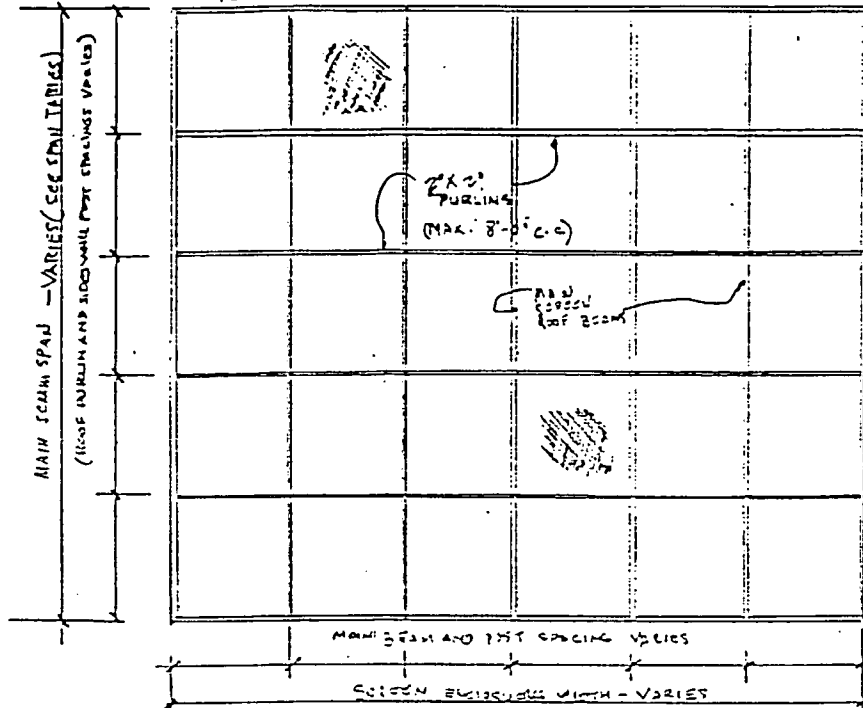 MAIN SCREEN SPAN - VARIES (SEE SPAN TABLES)
(ROOF PURLIN AND SIDEWALL POST SPACINGS VARIES)
2" X 2"
PURLINS
(MAX. 8'-0" C.C)
MAIN
SCREEN
ROOF BEAM
MAIN BEAM AND POST SPACING VARIES
SCREEN ENCLOSURE WIDTH - VARIES